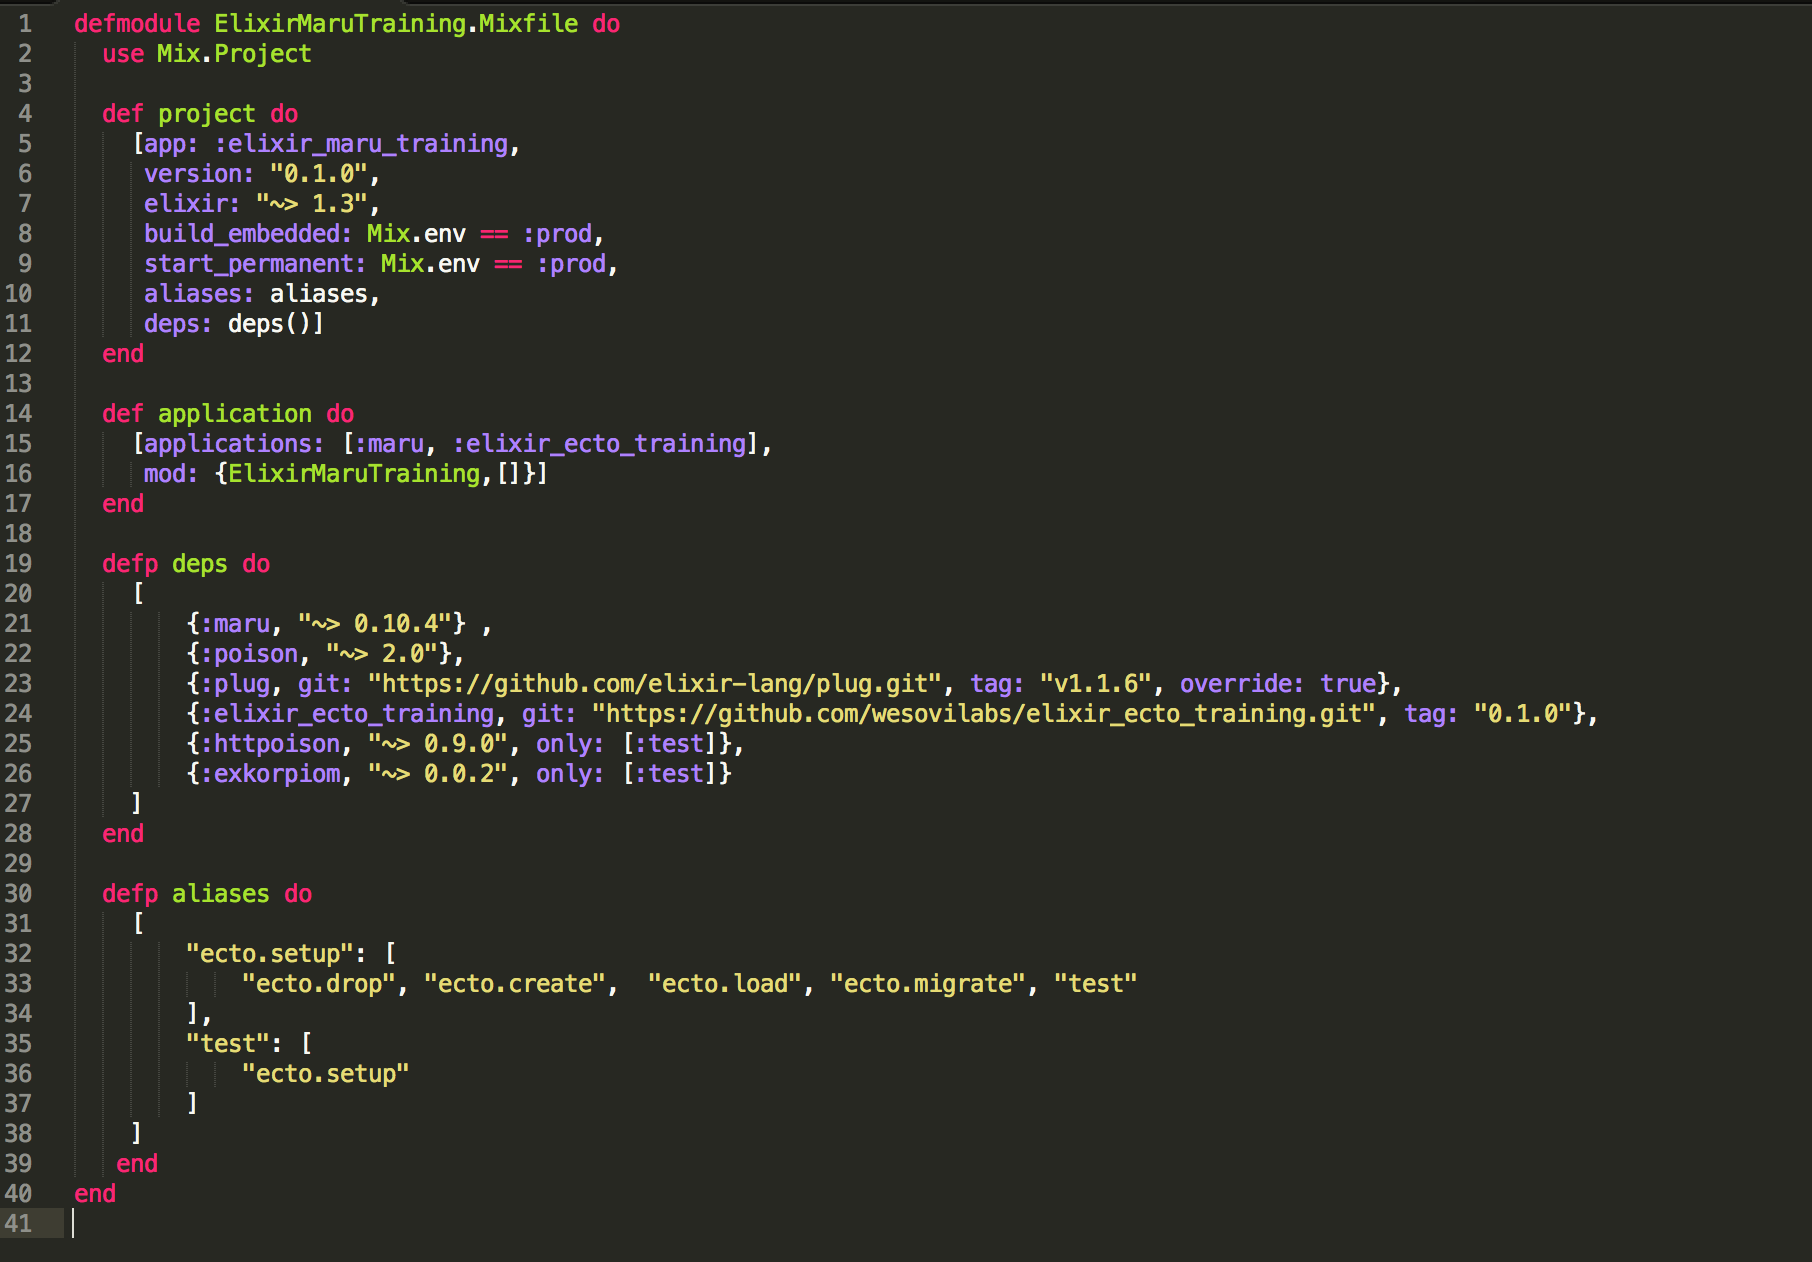 1 defmodule ElixirMaruTraining.Mixfile do
2   use Mix.Project
3
4   def project do
5     [app: :elixir_maru_training,
6      version: "0.1.0",
7      elixir: "~> 1.3",
8      build_embedded: Mix.env == :prod,
9      start_permanent: Mix.env == :prod,
10      aliases: aliases,
11      deps: deps()]
12   end
13
14   def application do
15     [applications: [:maru, :elixir_ecto_training],
16      mod: {ElixirMaruTraining,[]}]
17   end
18
19   defp deps do
20     [
21         {:maru, "~> 0.10.4"} ,
22         {:poison, "~> 2.0"},
23         {:plug, git: "https://github.com/elixir-lang/plug.git", tag: "v1.1.6", override: true},
24         {:elixir_ecto_training, git: "https://github.com/wesovilabs/elixir_ecto_training.git", tag: "0.1.0"},
25         {:httpoison, "~> 0.9.0", only: [:test]},
26         {:exkorpiom, "~> 0.0.2", only: [:test]}
27     ]
28   end
29
30   defp aliases do
31     [
32         "ecto.setup": [
33             "ecto.drop", "ecto.create",  "ecto.load", "ecto.migrate", "test"
34         ],
35         "test": [
36             "ecto.setup"
37         ]
38     ]
39    end
40 end
41